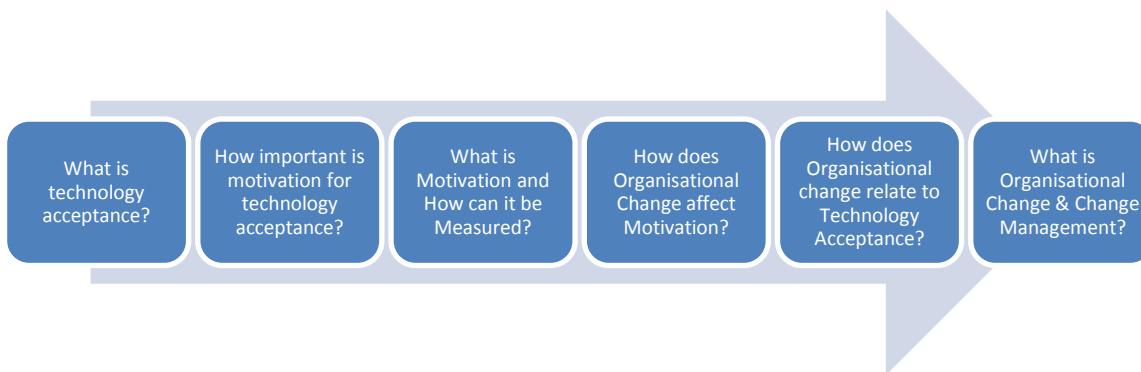 What is
technology
acceptance?
How important is
motivation for
technology
acceptance?
What is
Motivation and
How can it be
Measured?
How does
Organisational
Change affect
Motivation?
How does
Organisational
change relate to
Technology
Acceptance?
What is
Organisational
Change & Change
Management?